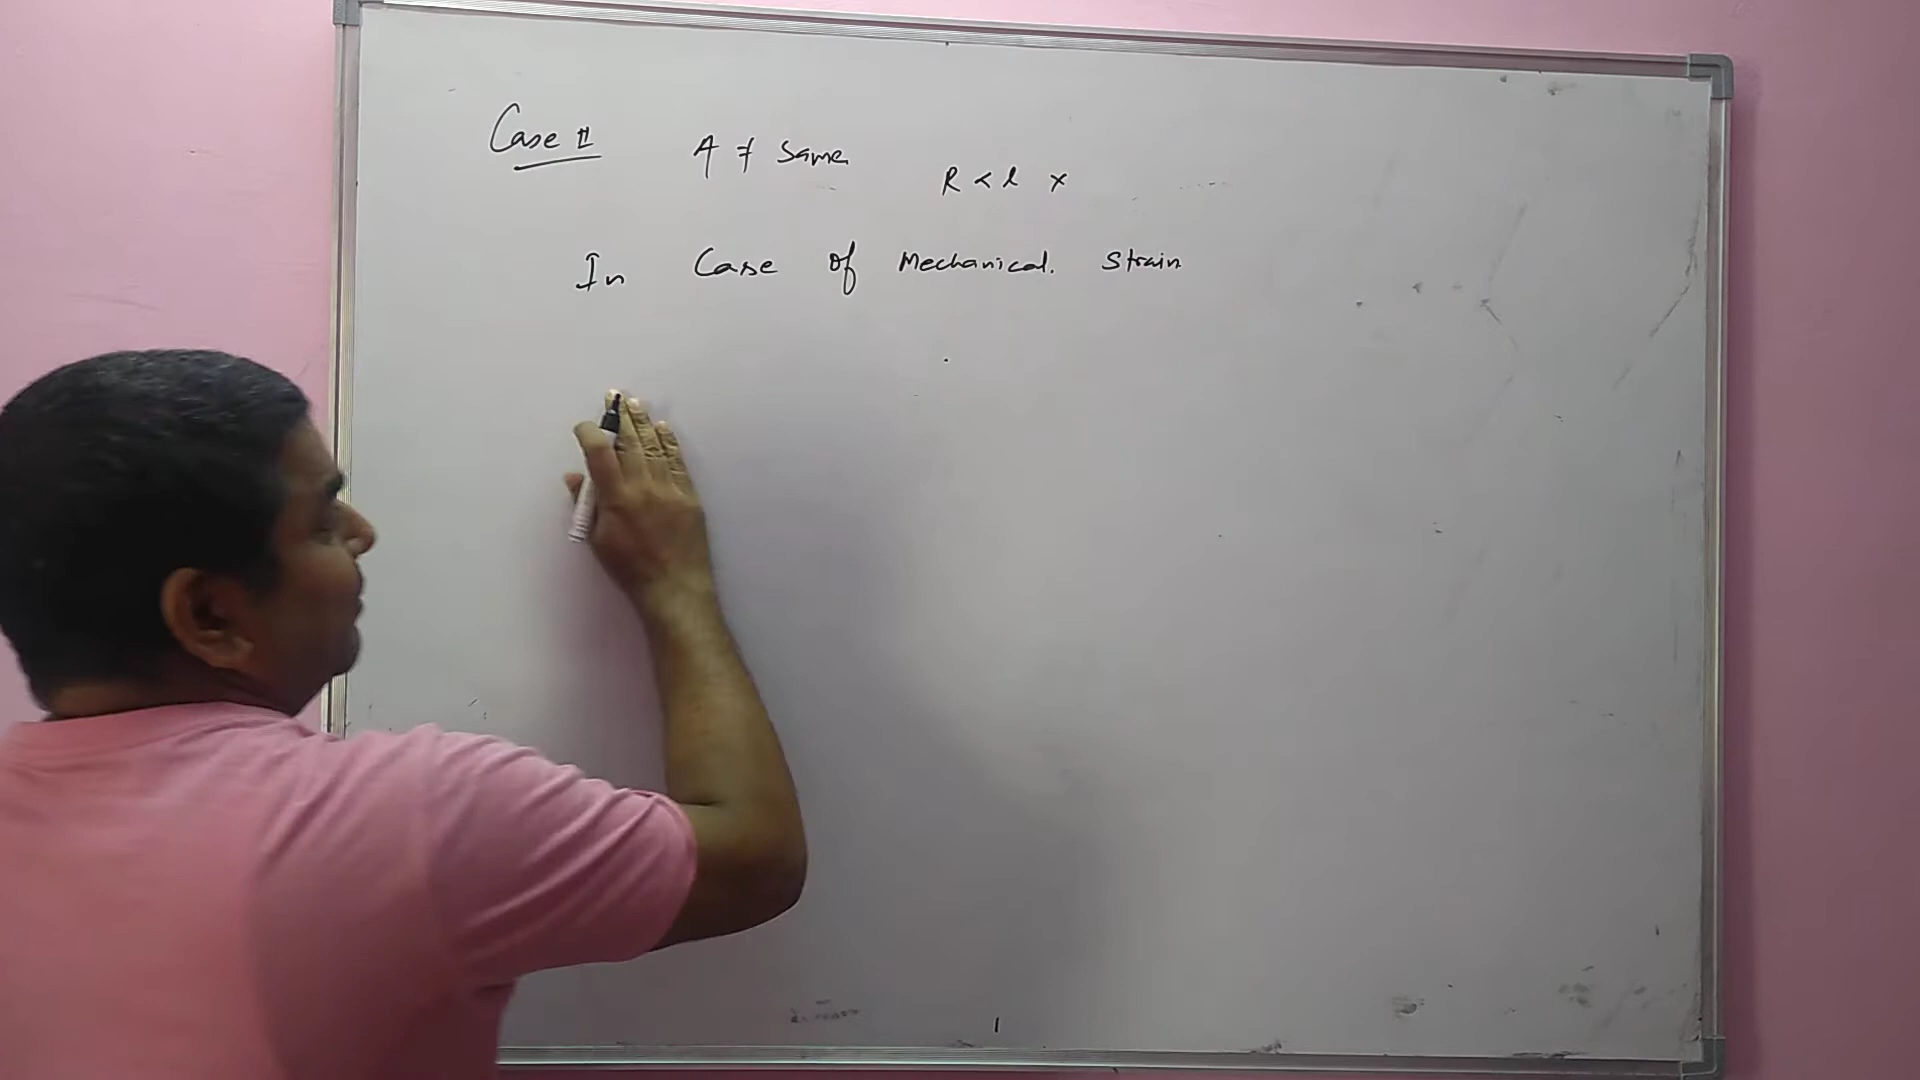 Case II A ≠ Same
R < l ×
In Case of Mechanical. Strain